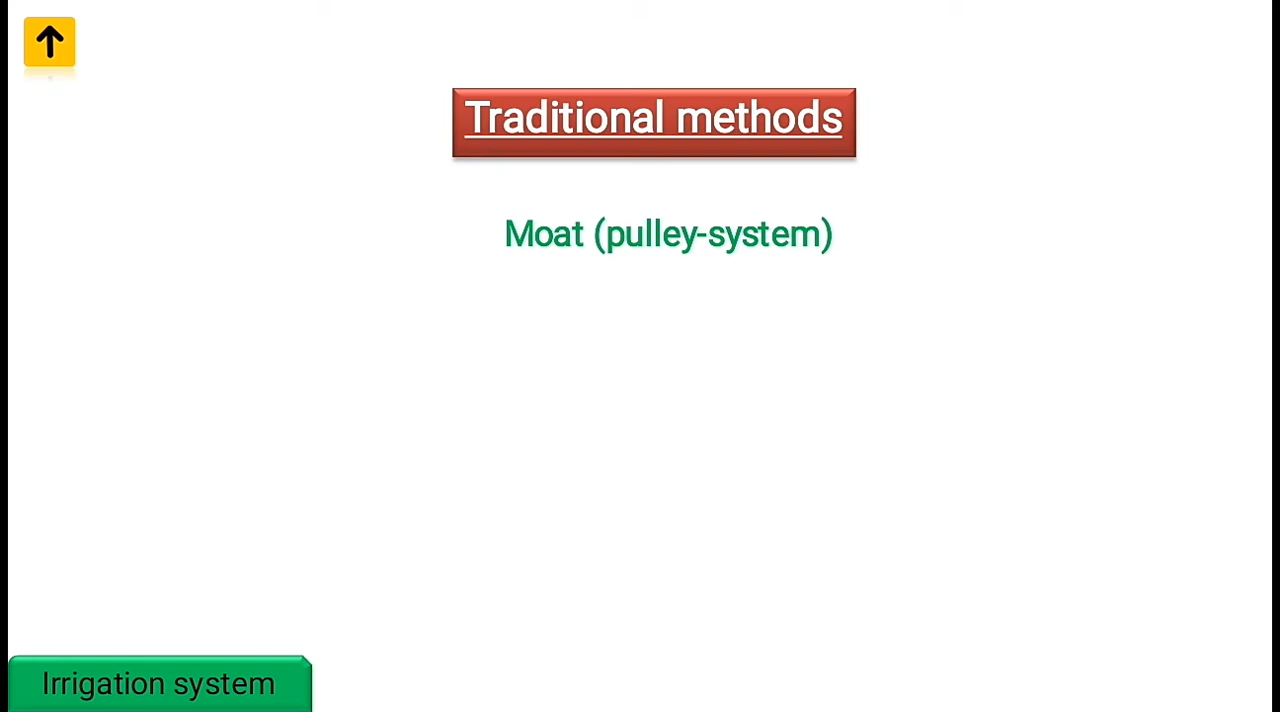 Traditional methods
Moat (pulley-system)
Irrigation system